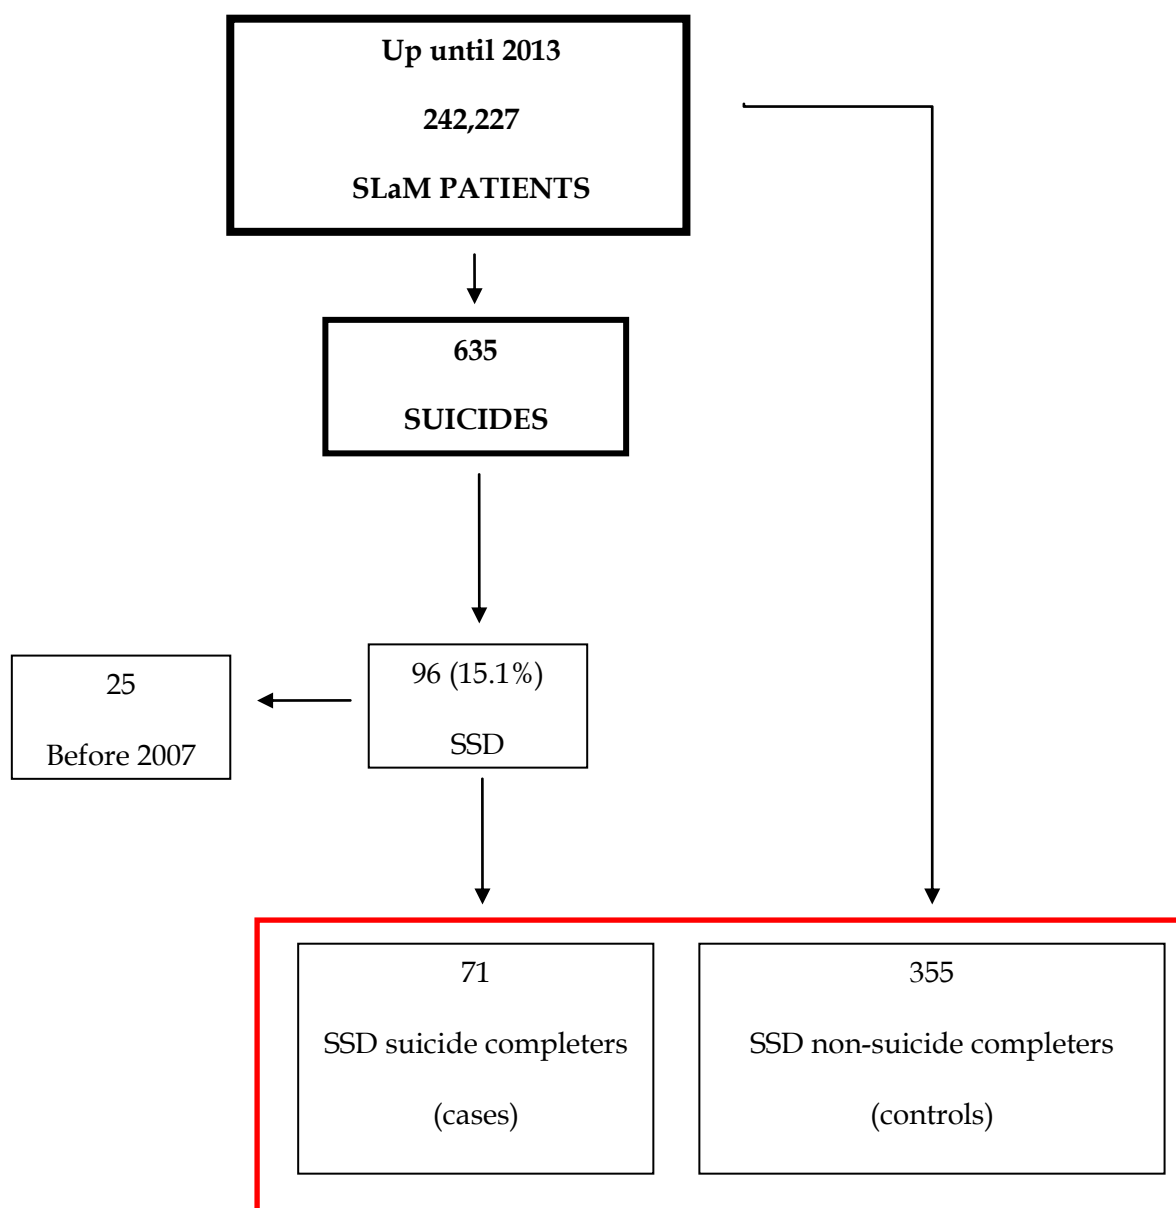 Up until 2013
242,227
SLaM PATIENTS
635
SUICIDES
96 (15.1%)
SSD
25
Before 2007
71
SSD suicide completers
(cases)
355
SSD non-suicide completers
(controls)